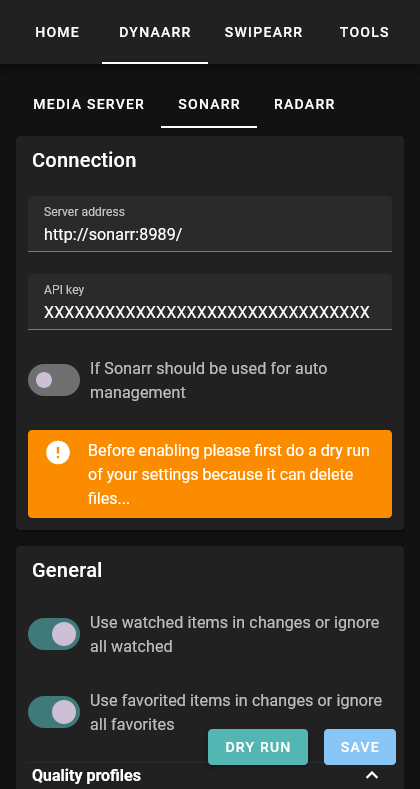 HOME DYNAARR SWIPEARR TOOLS
MEDIA SERVER SONARR RADARR
Connection
Server address
http://sonarr:8989/
API key
XXXXXXXXXXXXXXXXXXXXXXXXXXXXXXXX
If Sonarr should be used for auto
management
Before enabling please first do a dry run
of your settings because it can delete
files...
General
Use watched items in changes or ignore
all watched
Use favorited items in changes or ignore
all favorites
DRY RUN SAVE
Quality profiles